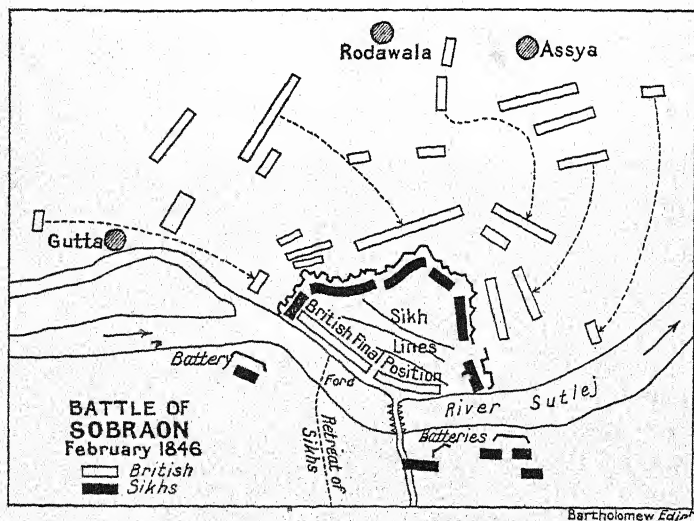 Rodawala
Assya
Gutta
British Final Position
Sikh
Lines
Battery
Ford
River Sutlej
Retreat of
Sikhs
Batteries
BATTLE OF
SOBRAON
February 1846
British
Sikhs
Bartholomew